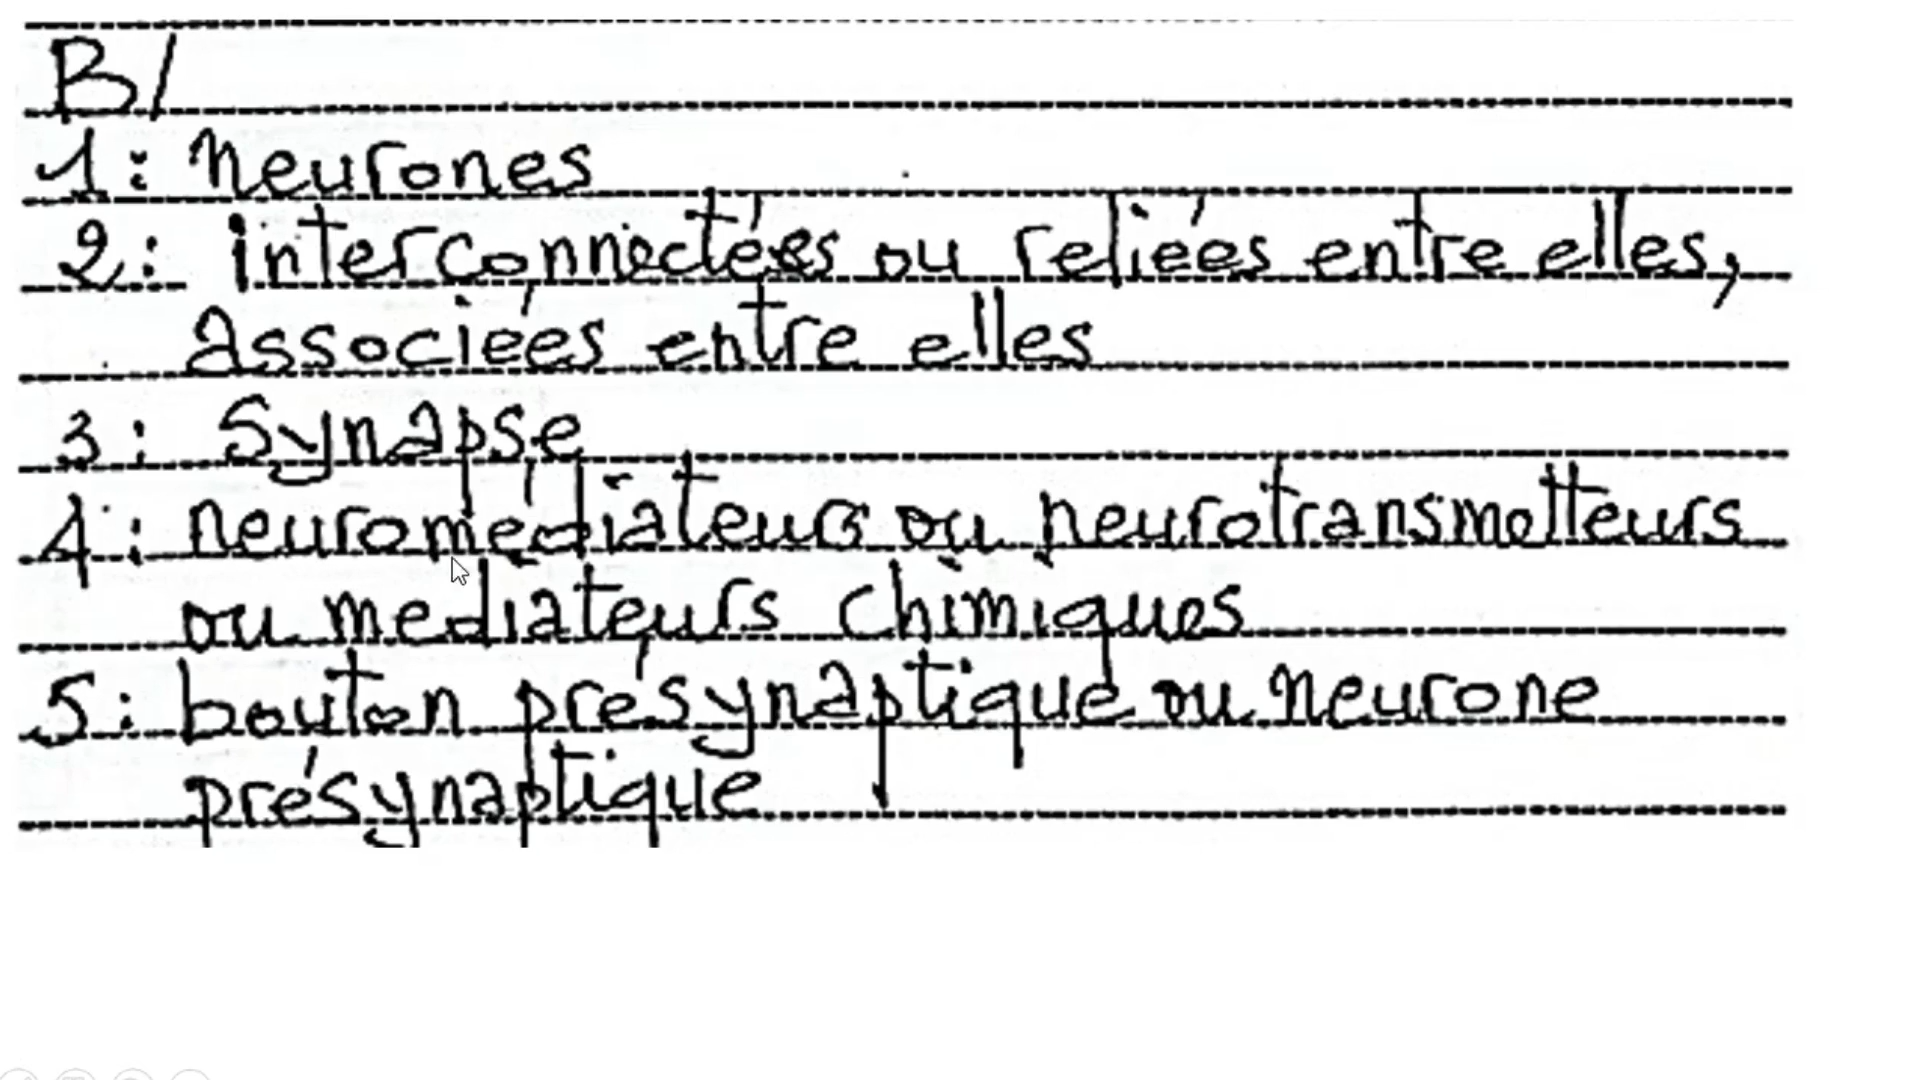 B/
1: Neurones
2: interconnectées ou reliées entre elles,
associées entre elles
3: Synapse
4: neuromédiateurs ou neurotransmetteurs
ou mediateurs chimiques
5: bouton présynaptique ou neurone
présynaptique